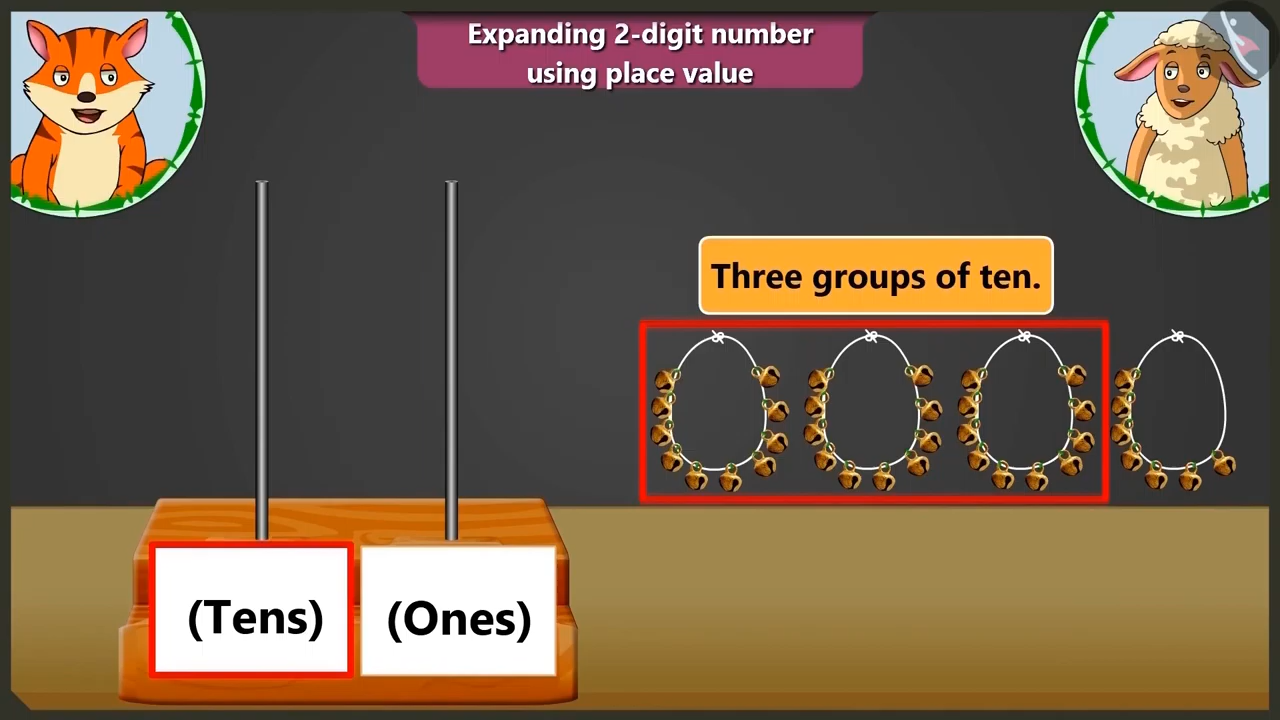 Expanding 2-digit number
using place value
Three groups of ten.
(Tens)
(Ones)